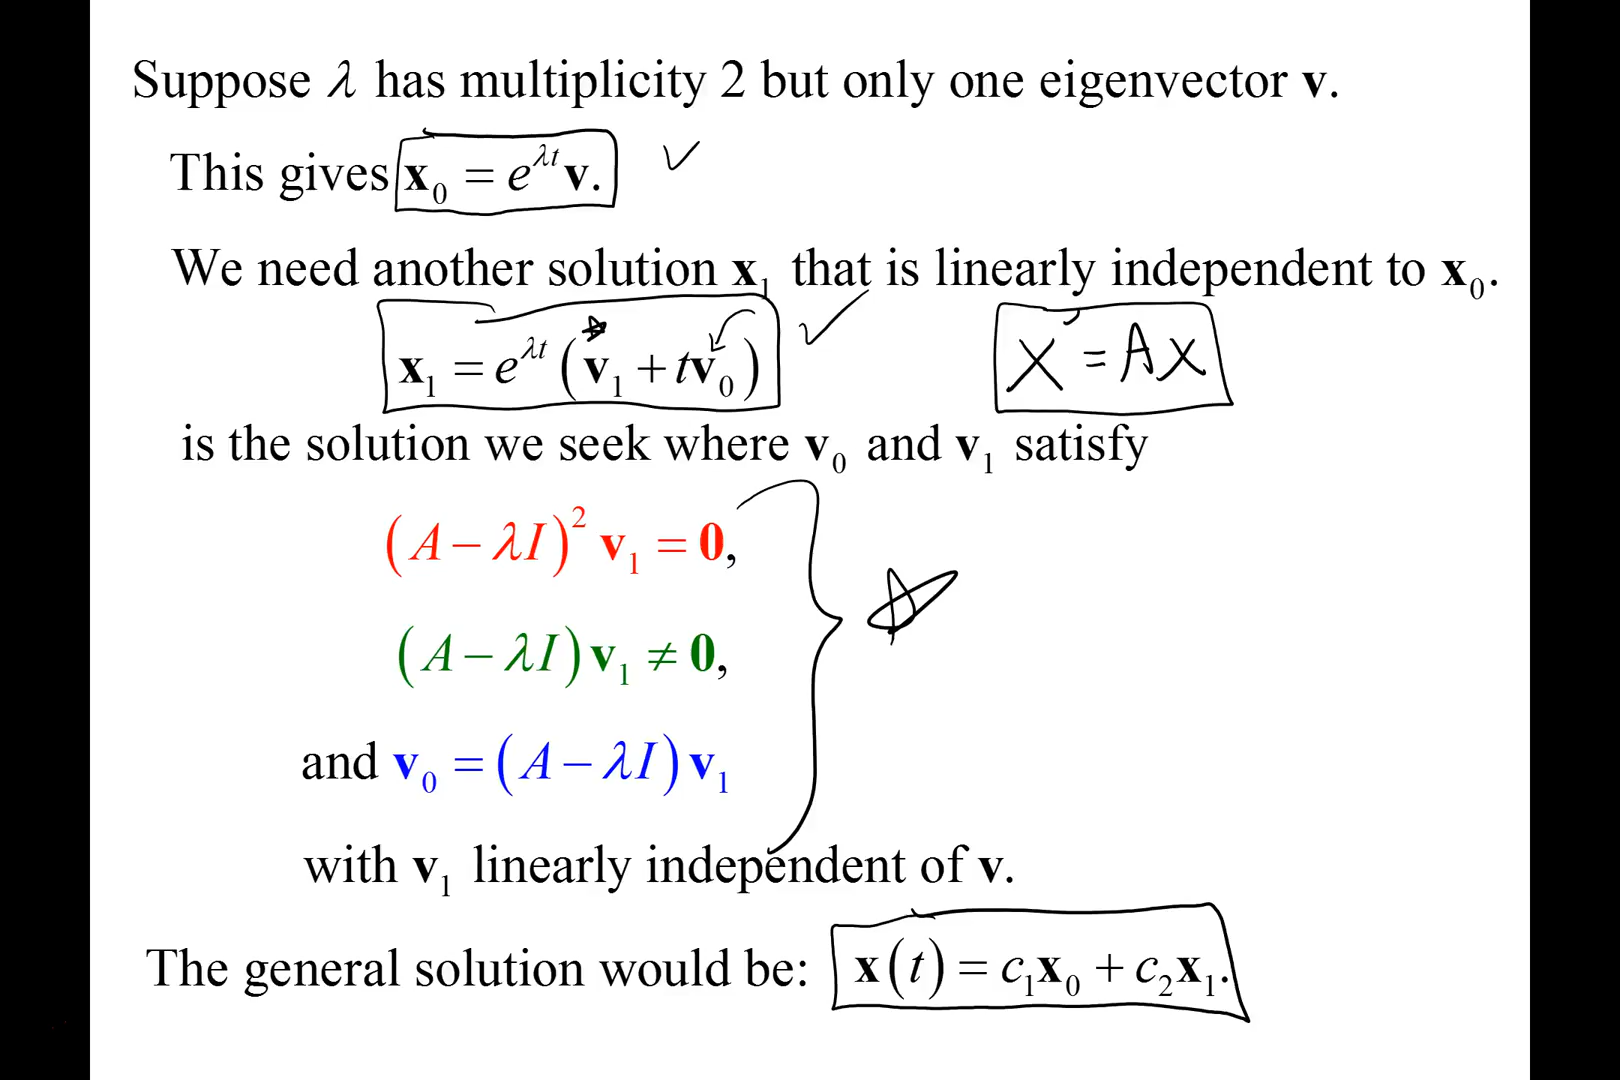 Suppose λ has multiplicity 2 but only one eigenvector v.
This gives x₀ = e^{λt} v.
We need another solution x₁ that is linearly independent to x₀.
x₁ = e^{λt} (v₁ + tv₀)
X' = AX
is the solution we seek where v₀ and v₁ satisfy
(A − λI)² v₁ = 0,
(A − λI) v₁ ≠ 0,
and v₀ = (A − λI) v₁
with v₁ linearly independent of v.
The general solution would be: x(t) = c₁x₀ + c₂x₁.